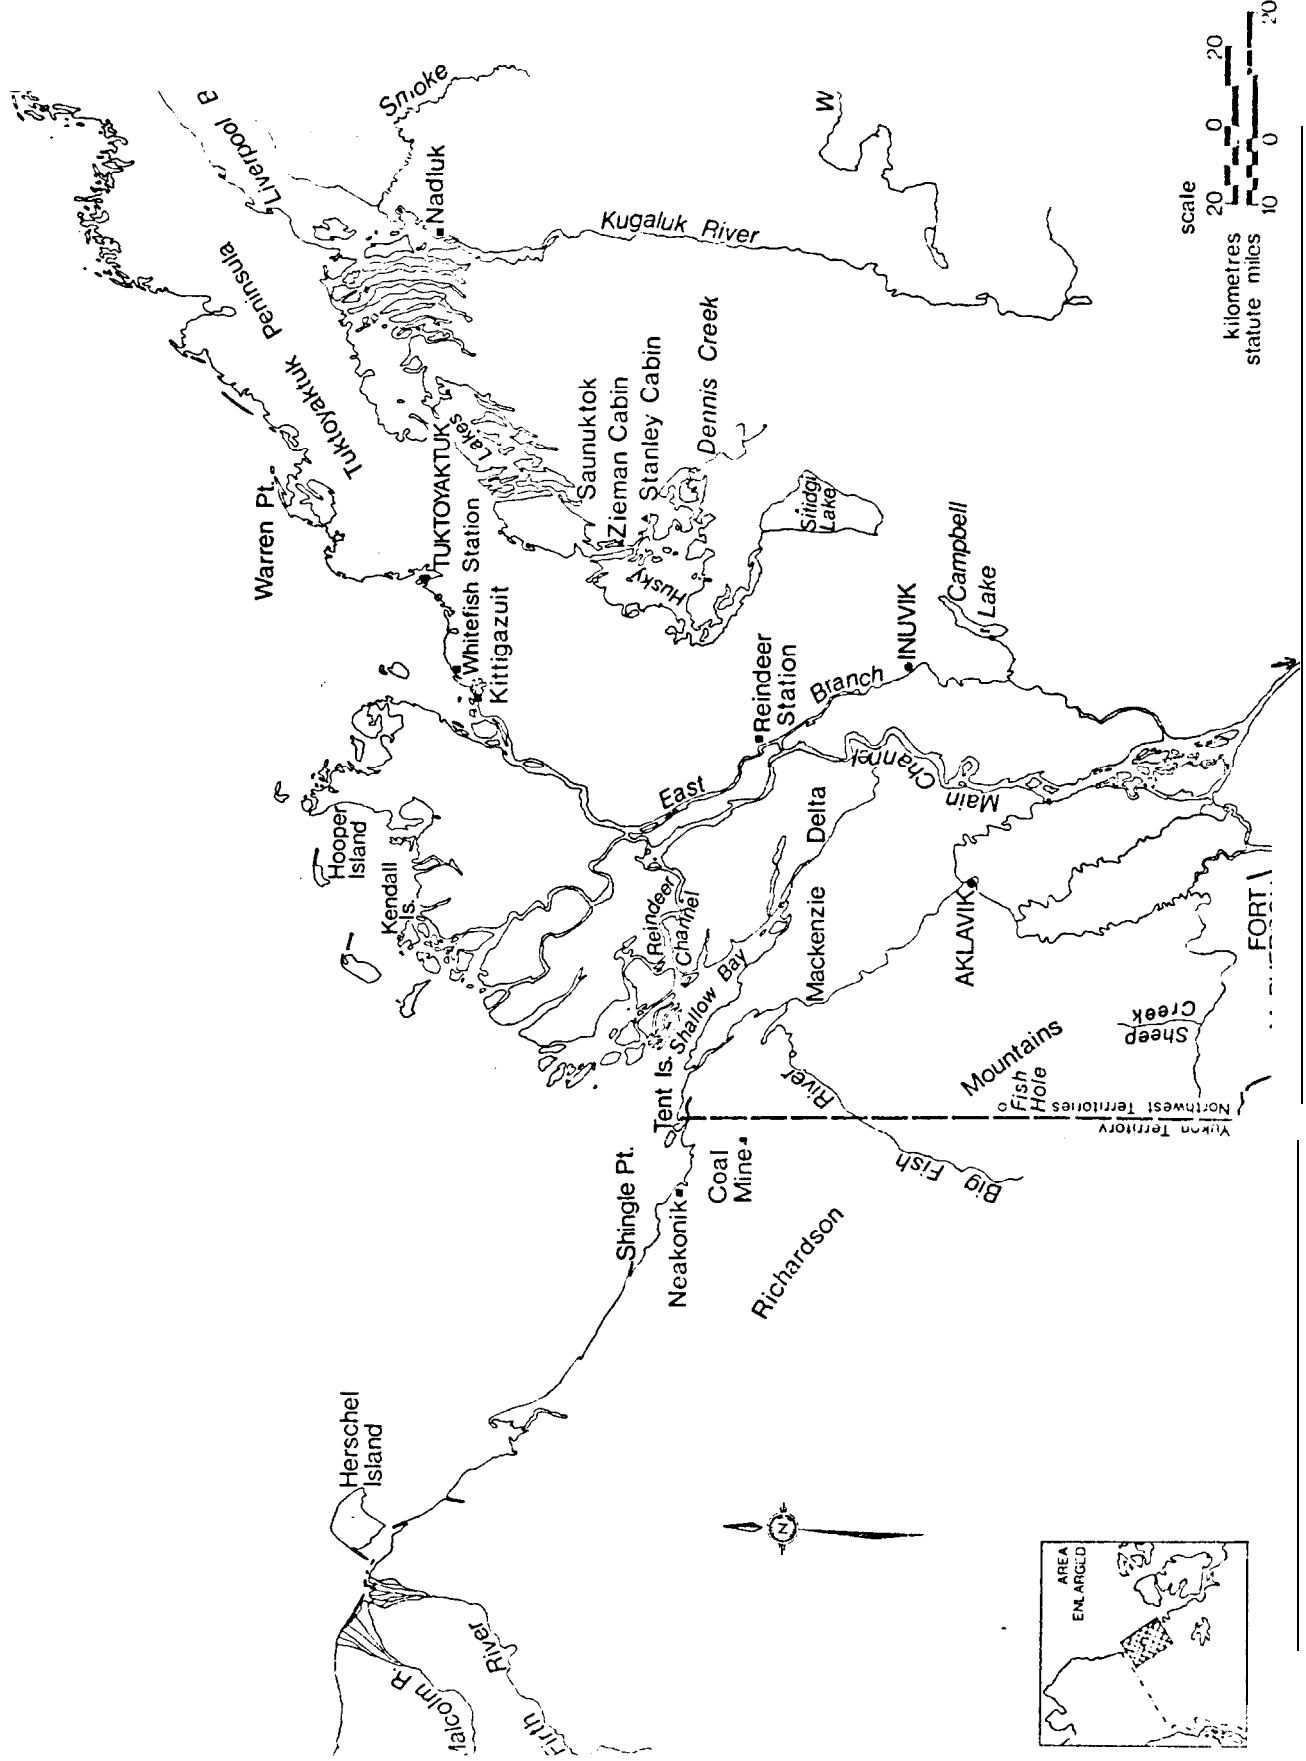 Herschel
Island
Malcolm R.
Firth
River
Shingle Pt.
Neakonik
Coal
Mine
Richardson
Mountains
Tent Is.
Shallow Bay
Big Fish
River
Fish
Hole
Yukon Territory
Northwest Territories
Sheep
Creek
FORT
AKLAVIK
Mackenzie Delta
Reindeer
Channel
Kendall
Is.
Hooper
Island
East
Branch
Main
Channel
Reindeer
Station
INUVIK
Campbell
Lake
Kittigazuit
Whitefish Station
TUKTOYAKTUK
Warren Pt.
Tuktoyaktuk Peninsula
Liverpool B
Smoke
Nadluk
Kugaluk River
Husky
Lakes
Saunuktok
Zieman Cabin
Stanley Cabin
Dennis Creek
Sitidgi
Lake
W
scale
kilometres 20 0 20
statute miles 10 0 20
N
AREA
ENLARGED